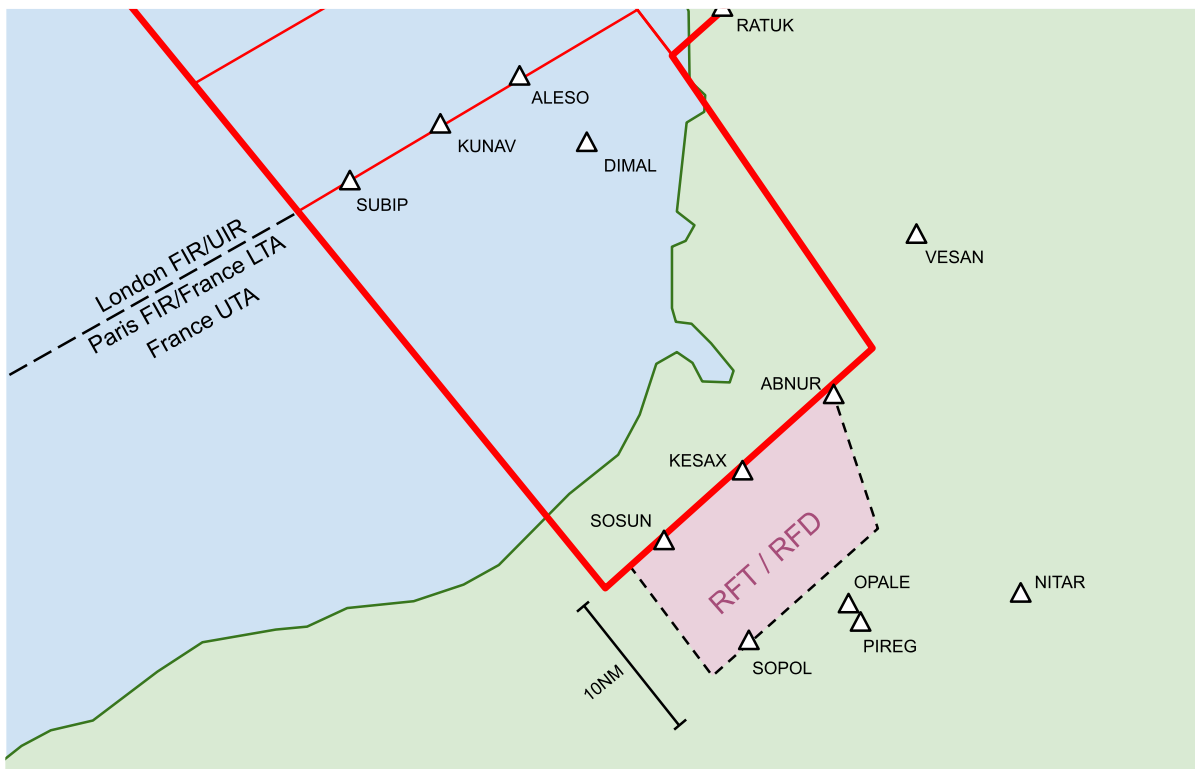 RATUK
ALESO
KUNAV
DIMAL
SUBIP
London FIR/UIR
Paris FIR/France LTA
France UTA
VESAN
ABNUR
KESAX
SOSUN
RFT / RFD
OPALE
NITAR
PIREG
SOPOL
10NM